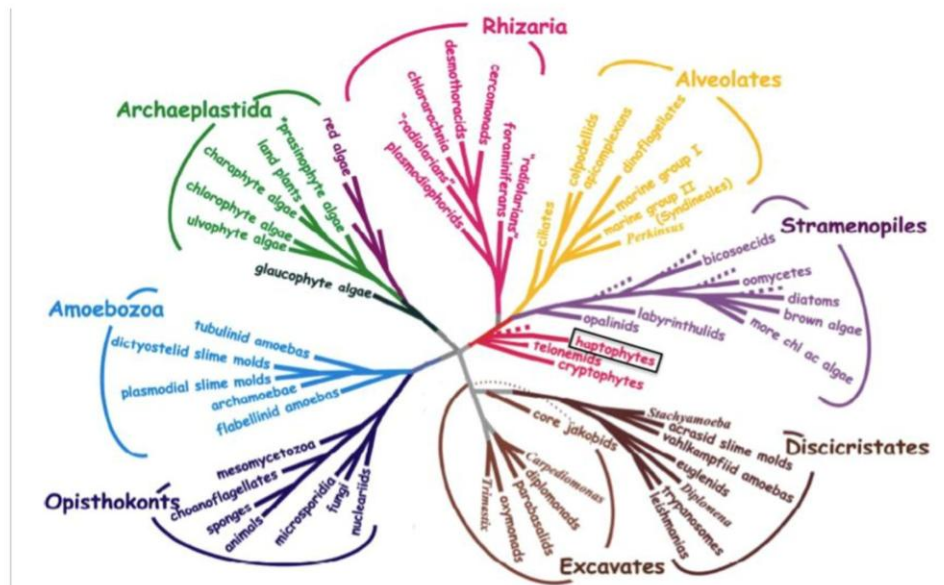 Rhizaria
desmothoracids
cercomonads
chlorarachnia
"radiolarians"
plasmodiophorids
foraminiferans
"radiolarians"
Alveolates
colpodellids
apicomplexans
dinoflagellates
ciliates
marine group I
marine group II
(Syndineales)
Perkinsus
Archaeplastida
red algae
"prasinophyte algae
land plants
charophyte algae
chlorophyte algae
ulvophyte algae
glaucophyte algae
Stramenopiles
bicosoecids
oomycetes
diatoms
brown algae
more chl ac algae
labyrinthulids
opalinids
haptophytes
telonemids
cryptophytes
Amoebozoa
tubulinid amoebas
dictyostelid slime molds
plasmodial slime molds
archamoebae
flabellinid amoebas
Opisthokonts
mesomycetozoa
choanoflagellates
sponges
animals
microsporidia
fungi
nucleariids
Discicristates
Stachyamoeba
acrasid slime molds
vahlkampfiid amoebas
euglenids
Diplonema
trypanosomes
leishmanias
core jakobids
Carpediomonas
diplomonads
parabasalids
oxymonads
Trimastix
Excavates